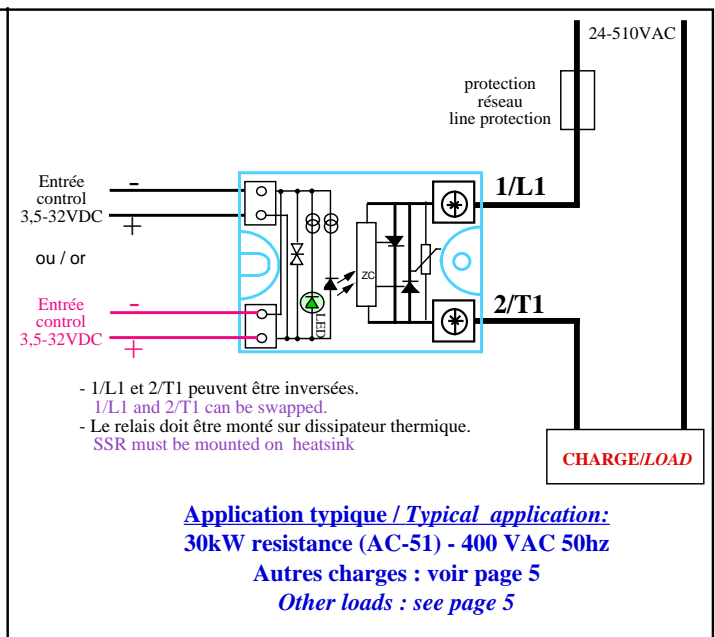 24-510VAC
protection
réseau
line protection
1/L1
Entrée
control
3,5-32VDC
-
+
ou / or
Entrée
control
3,5-32VDC
-
+
ZC
LED
2/T1
- 1/L1 et 2/T1 peuvent être inversées.
1/L1 and 2/T1 can be swapped.
- Le relais doit être monté sur dissipateur thermique.
SSR must be mounted on heatsink
CHARGE/LOAD
Application typique / Typical application:
30kW resistance (AC-51) - 400 VAC 50hz
Autres charges : voir page 5
Other loads : see page 5